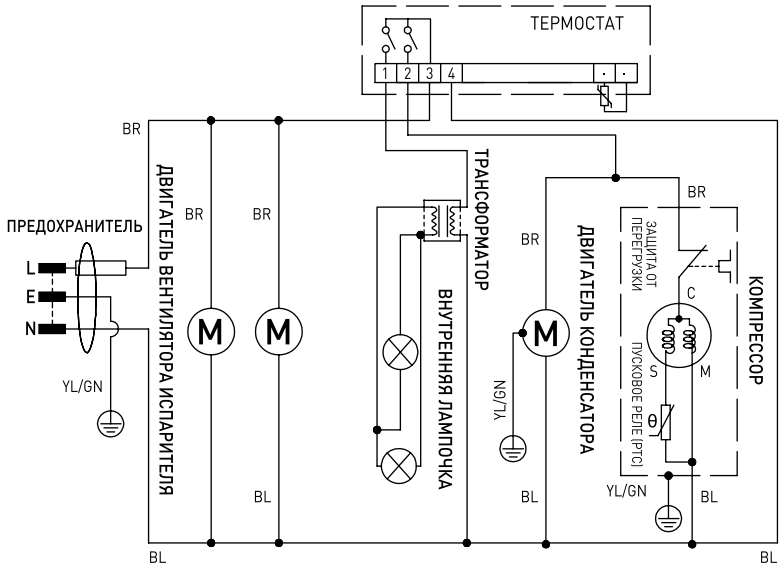 ТЕРМОСТАТ
1 2 3 4
BR
BR
BR
ДВИГАТЕЛЬ ВЕНТИЛЯТОРА ИСПАРИТЕЛЯ
ТРАНСФОРМАТОР
BR
BR
ПРЕДОХРАНИТЕЛЬ
L
E
N
YL/GN
M
M
ВНУТРЕННЯЯ ЛАМПОЧКА
M
YL/GN
ДВИГАТЕЛЬ КОНДЕНСАТОРА
ЗАЩИТА ОТ
ПЕРЕГРУЗКИ
C
S
M
КОМПРЕССОР
ПУСКОВОЕ РЕЛЕ (PTC)
θ
YL/GN
BL
BL
BL
BL
BL